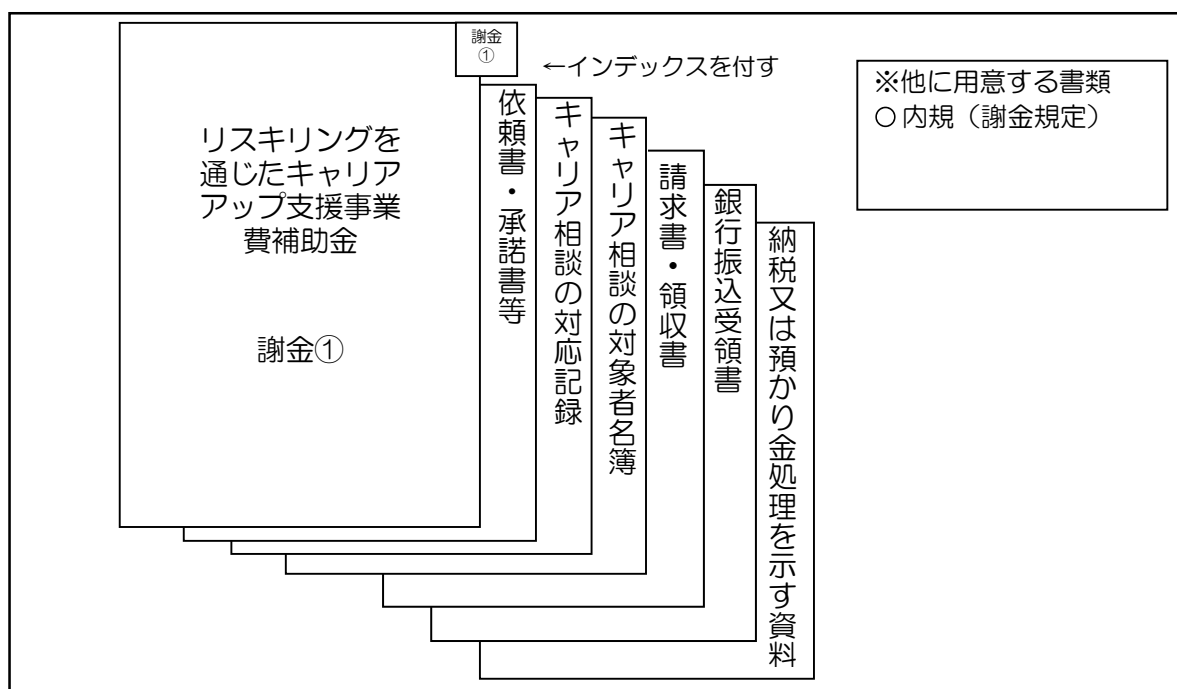 謝金
①
←インデックスを付す
※他に用意する書類
○内規（謝金規定）
リスキリングを
通じたキャリア
アップ支援事業
費補助金
謝金①
依頼書・承諾書等
キャリア相談の対応記録
キャリア相談の対象者名簿
請求書・領収書
銀行振込受領書
納税又は預かり金処理を示す資料